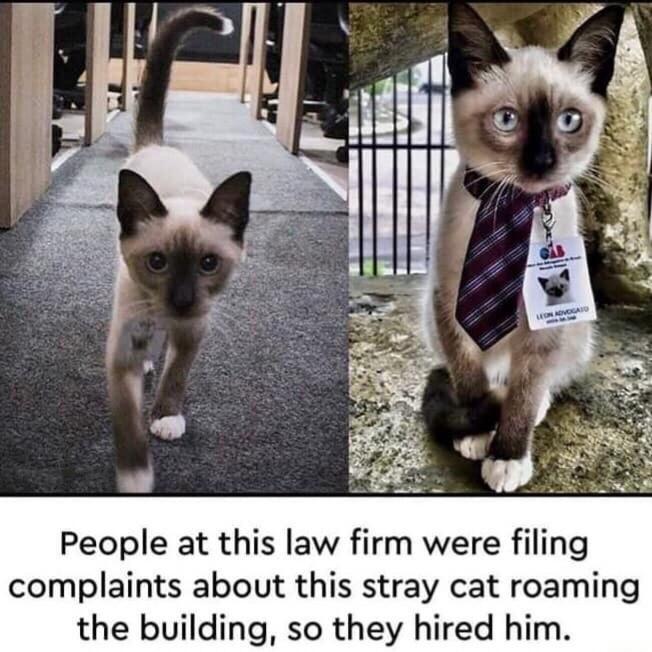 OAB
LEON ADVOGATO
People at this law firm were filing
complaints about this stray cat roaming
the building, so they hired him.